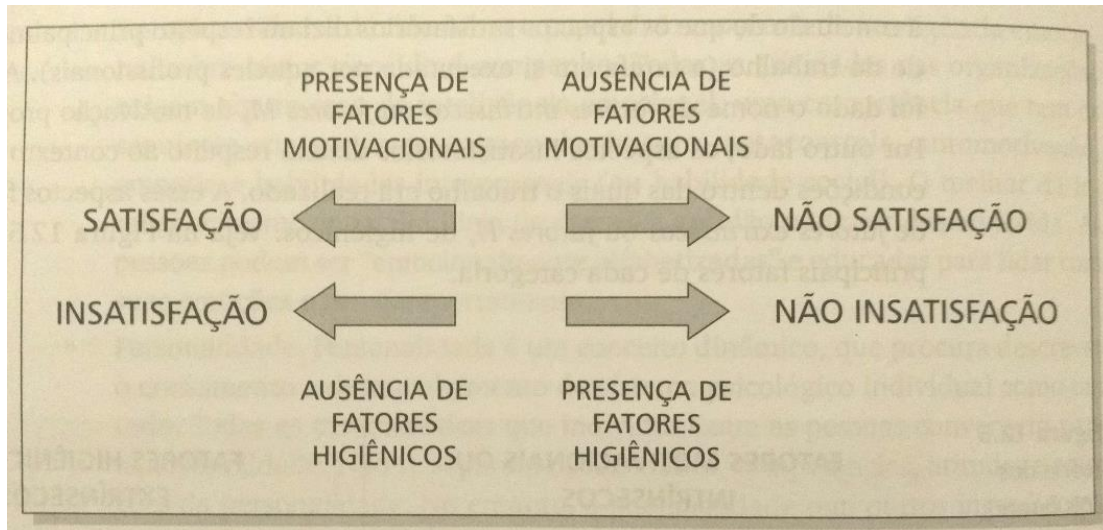 PRESENÇA DE
FATORES
MOTIVACIONAIS
AUSÊNCIA DE
FATORES
MOTIVACIONAIS
SATISFAÇÃO
NÃO SATISFAÇÃO
INSATISFAÇÃO
NÃO INSATISFAÇÃO
AUSÊNCIA DE
FATORES
HIGIÊNICOS
PRESENÇA DE
FATORES
HIGIÊNICOS